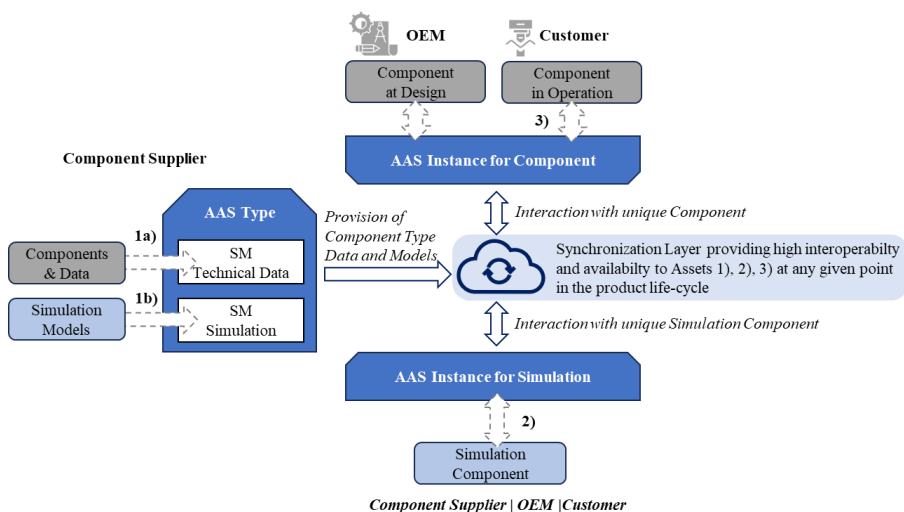 OEM
Customer
Component
at Design
Component
in Operation
3)
Component Supplier
AAS Instance for Component
AAS Type
Provision of
Component Type
Data and Models
Interaction with unique Component
1a)
Components
& Data
SM
Technical Data
Synchronization Layer providing high interoperabilty
and availabilty to Assets 1), 2), 3) at any given point
in the product life-cycle
1b)
Simulation
Models
SM
Simulation
Interaction with unique Simulation Component
AAS Instance for Simulation
2)
Simulation
Component
Component Supplier | OEM |Customer